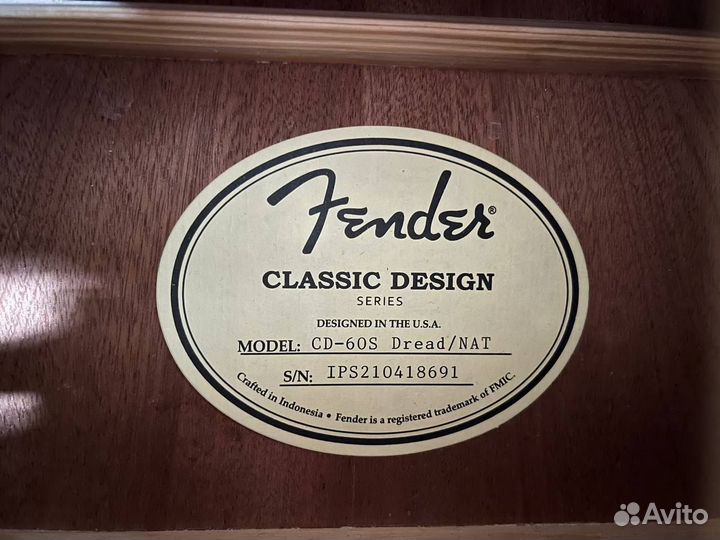 Fender®
CLASSIC DESIGN
SERIES
DESIGNED IN THE U.S.A.
MODEL: CD-60S Dread/NAT
S/N: IPS210418691
Crafted in Indonesia • Fender is a registered trademark of FMIC.
Avito